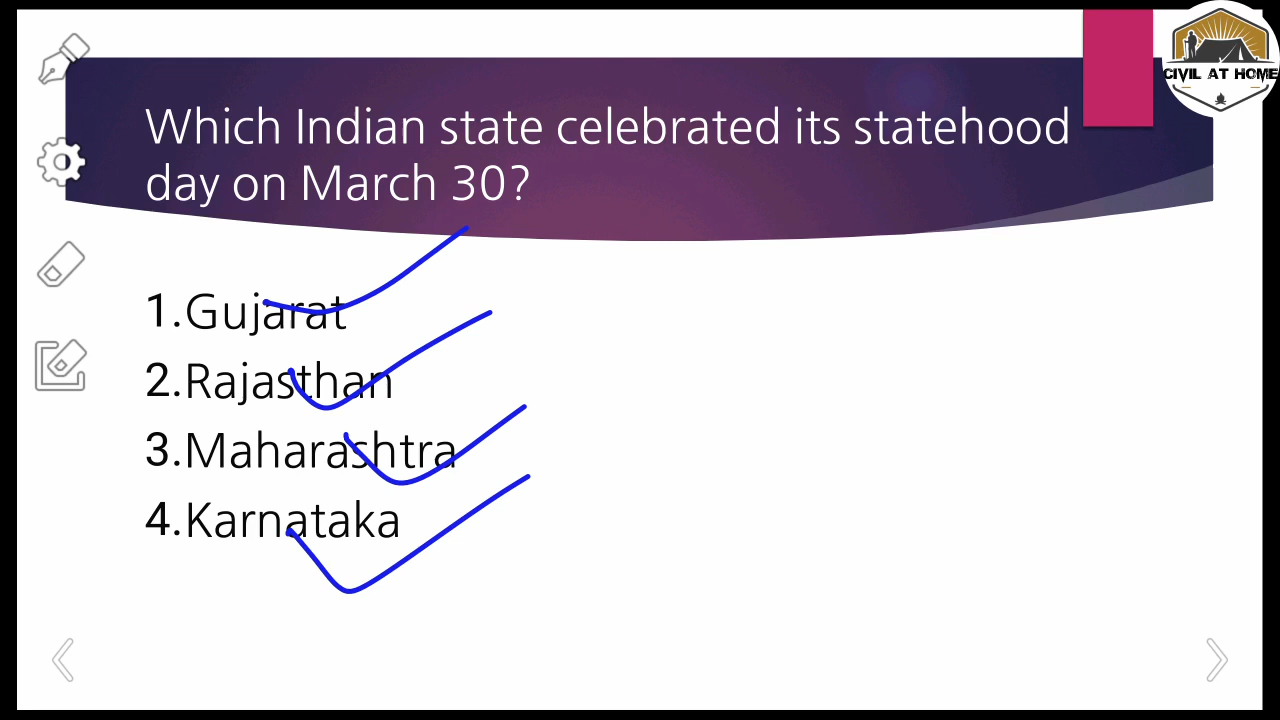 CIVIL AT HOME
Which Indian state celebrated its statehood
day on March 30?
1.Gujarat
2.Rajasthan
3.Maharashtra
4.Karnataka